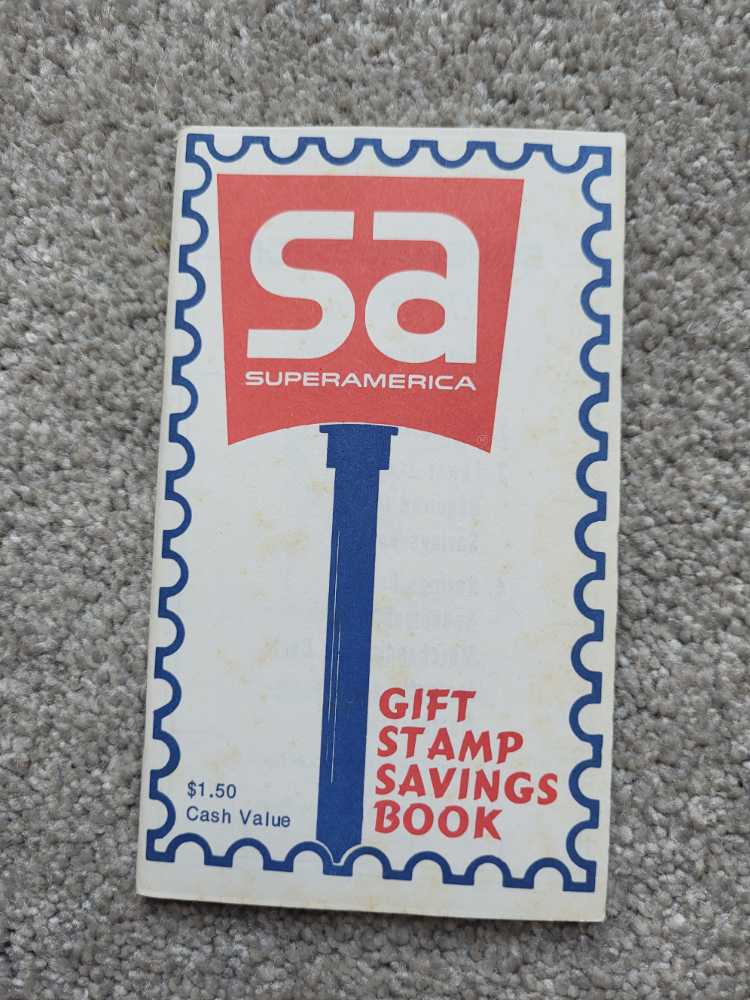 sa
SUPERAMERICA
®
GIFT
STAMP
SAVINGS
BOOK
$1.50
Cash Value